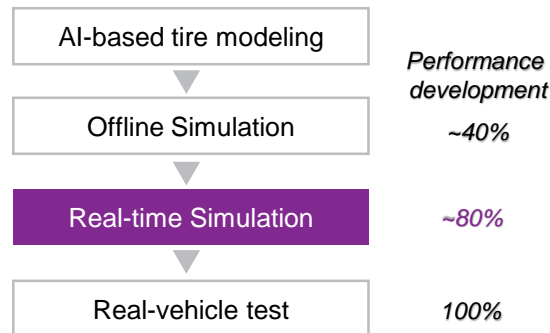 AI-based tire modeling
Performance
development
Offline Simulation
~40%
Real-time Simulation
~80%
Real-vehicle test
100%